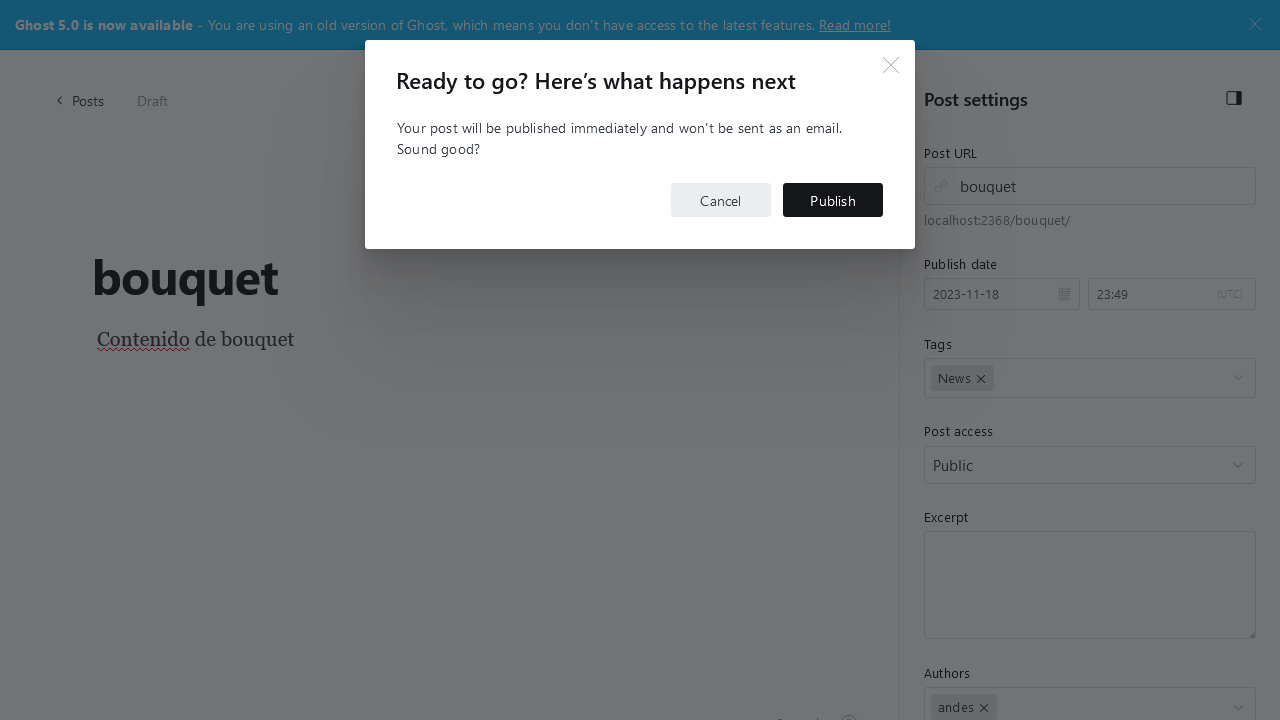 Ghost 5.0 is now available - You are using an old version of Ghost, which means you don't have access to the latest features. Read more!
Ready to go? Here’s what happens next
Your post will be published immediately and won't be sent as an email.
Sound good?
Cancel
Publish
Posts
Draft
bouquet
Contenido de bouquet
Post settings
Post URL
bouquet
localhost:2368/bouquet/
Publish date
2023-11-18
23:49
(UTC)
Tags
News
Post access
Public
Excerpt
Authors
andes